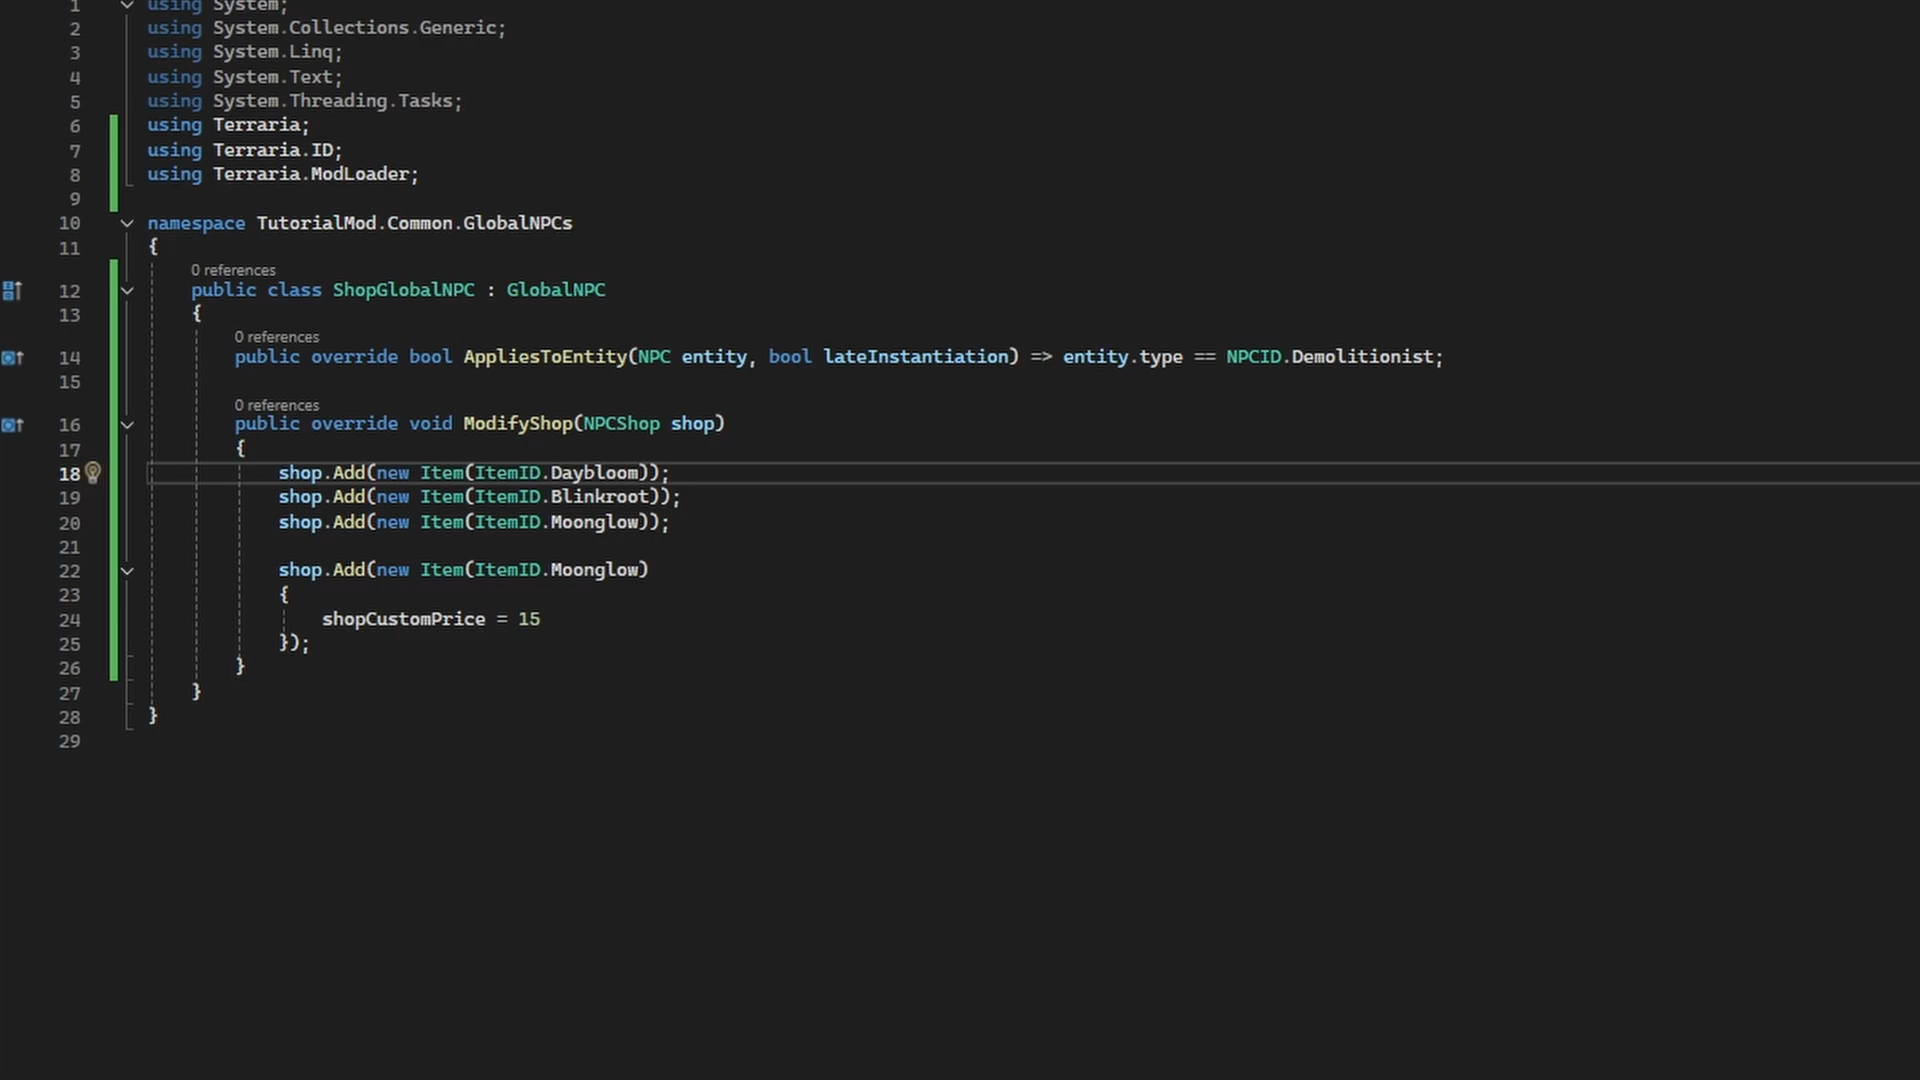 1 using System;
2 using System.Collections.Generic;
3 using System.Linq;
4 using System.Text;
5 using System.Threading.Tasks;
6 using Terraria;
7 using Terraria.ID;
8 using Terraria.ModLoader;
9
10 namespace TutorialMod.Common.GlobalNPCs
11 {
0 references
12 public class ShopGlobalNPC : GlobalNPC
13 {
0 references
14 public override bool AppliesToEntity(NPC entity, bool lateInstantiation) => entity.type == NPCID.Demolitionist;
15
0 references
16 public override void ModifyShop(NPCShop shop)
17 {
18 shop.Add(new Item(ItemID.Daybloom));
19 shop.Add(new Item(ItemID.Blinkroot));
20 shop.Add(new Item(ItemID.Moonglow));
21
22 shop.Add(new Item(ItemID.Moonglow)
23 {
24 shopCustomPrice = 15
25 });
26 }
27 }
28 }
29